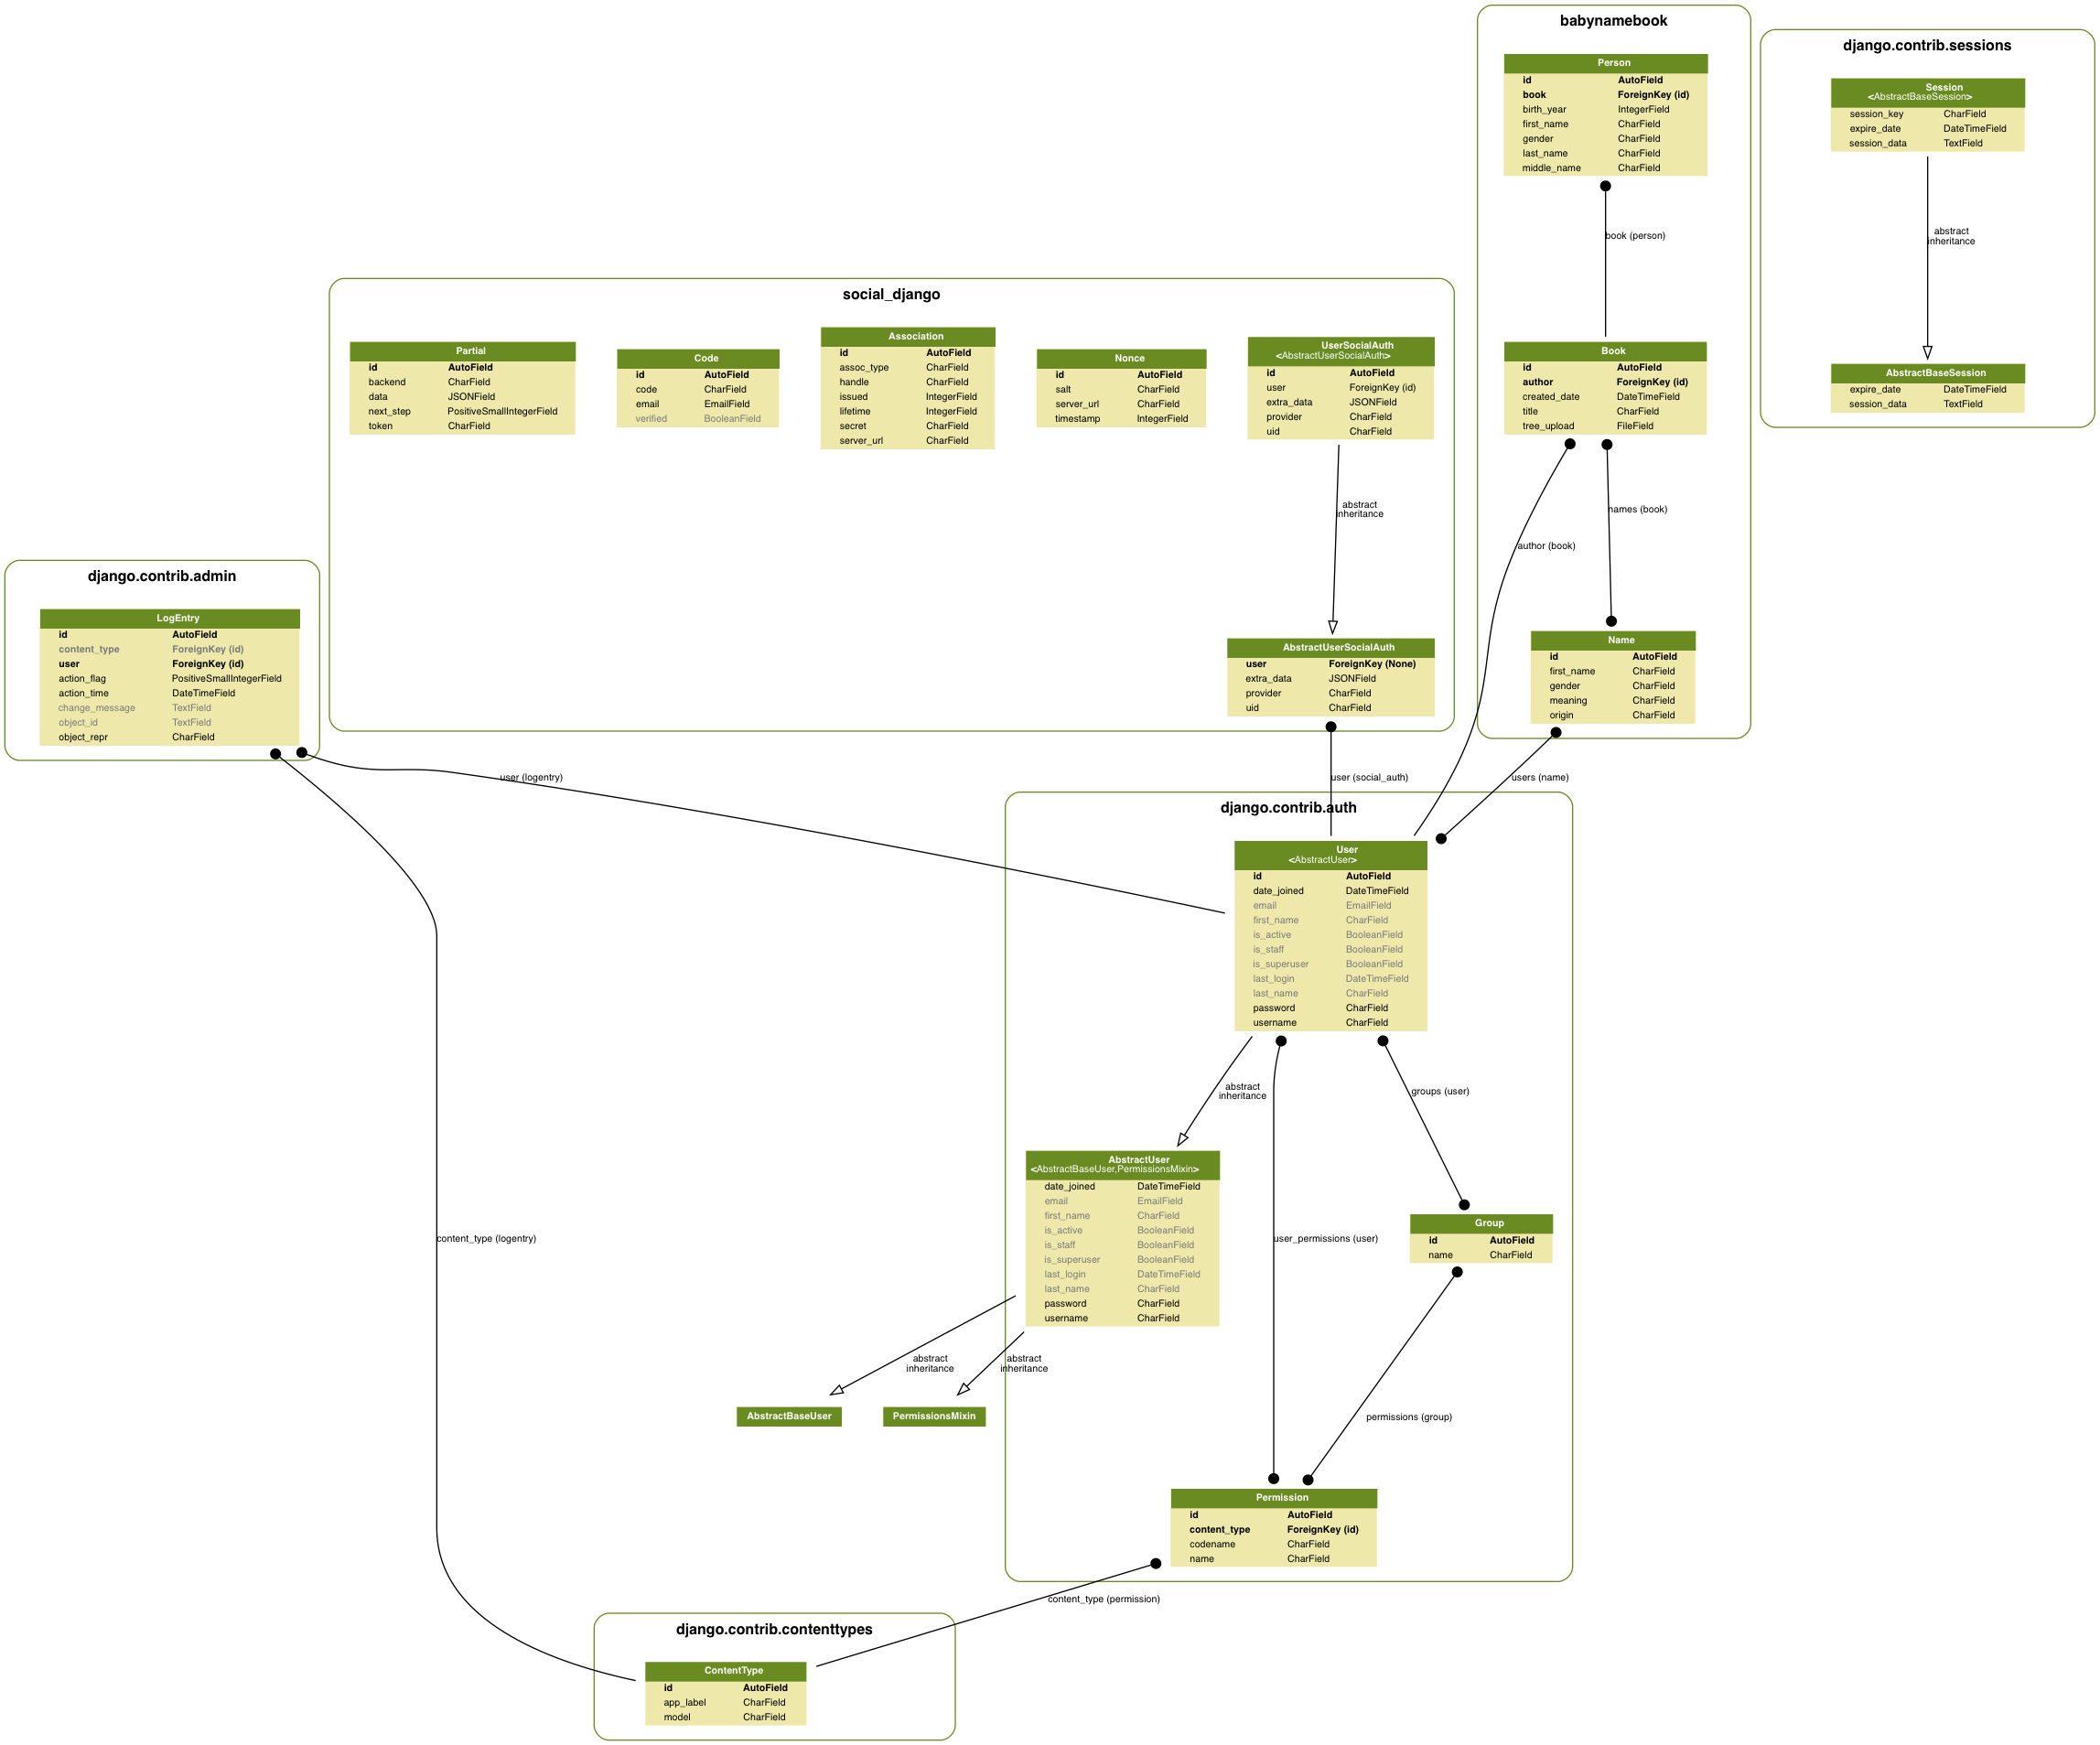 babynamebook
Person
id AutoField
book ForeignKey (id)
birth_year IntegerField
first_name CharField
gender CharField
last_name CharField
middle_name CharField
book (person)
Book
id AutoField
author ForeignKey (id)
created_date DateTimeField
title CharField
tree_upload FileField
names (book)
author (book)
Name
id AutoField
first_name CharField
gender CharField
meaning CharField
origin CharField
users (name)
django.contrib.sessions
Session
<AbstractBaseSession>
session_key CharField
expire_date DateTimeField
session_data TextField
abstract
inheritance
AbstractBaseSession
expire_date DateTimeField
session_data TextField
social_django
Partial
id AutoField
backend CharField
data JSONField
next_step PositiveSmallIntegerField
token CharField
Code
id AutoField
code CharField
email EmailField
verified BooleanField
Association
id AutoField
assoc_type CharField
handle CharField
issued IntegerField
lifetime IntegerField
secret CharField
server_url CharField
Nonce
id AutoField
salt CharField
server_url CharField
timestamp IntegerField
UserSocialAuth
<AbstractUserSocialAuth>
id AutoField
user ForeignKey (id)
extra_data JSONField
provider CharField
uid CharField
abstract
inheritance
AbstractUserSocialAuth
user ForeignKey (None)
extra_data JSONField
provider CharField
uid CharField
user (social_auth)
django.contrib.admin
LogEntry
id AutoField
content_type ForeignKey (id)
user ForeignKey (id)
action_flag PositiveSmallIntegerField
action_time DateTimeField
change_message TextField
object_id TextField
object_repr CharField
user (logentry)
content_type (logentry)
django.contrib.auth
User
<AbstractUser>
id AutoField
date_joined DateTimeField
email EmailField
first_name CharField
is_active BooleanField
is_staff BooleanField
is_superuser BooleanField
last_login DateTimeField
last_name CharField
password CharField
username CharField
abstract
inheritance
groups (user)
user_permissions (user)
AbstractUser
<AbstractBaseUser,PermissionsMixin>
date_joined DateTimeField
email EmailField
first_name CharField
is_active BooleanField
is_staff BooleanField
is_superuser BooleanField
last_login DateTimeField
last_name CharField
password CharField
username CharField
abstract
inheritance
abstract
inheritance
AbstractBaseUser
PermissionsMixin
Group
id AutoField
name CharField
permissions (group)
Permission
id AutoField
content_type ForeignKey (id)
codename CharField
name CharField
content_type (permission)
django.contrib.contenttypes
ContentType
id AutoField
app_label CharField
model CharField